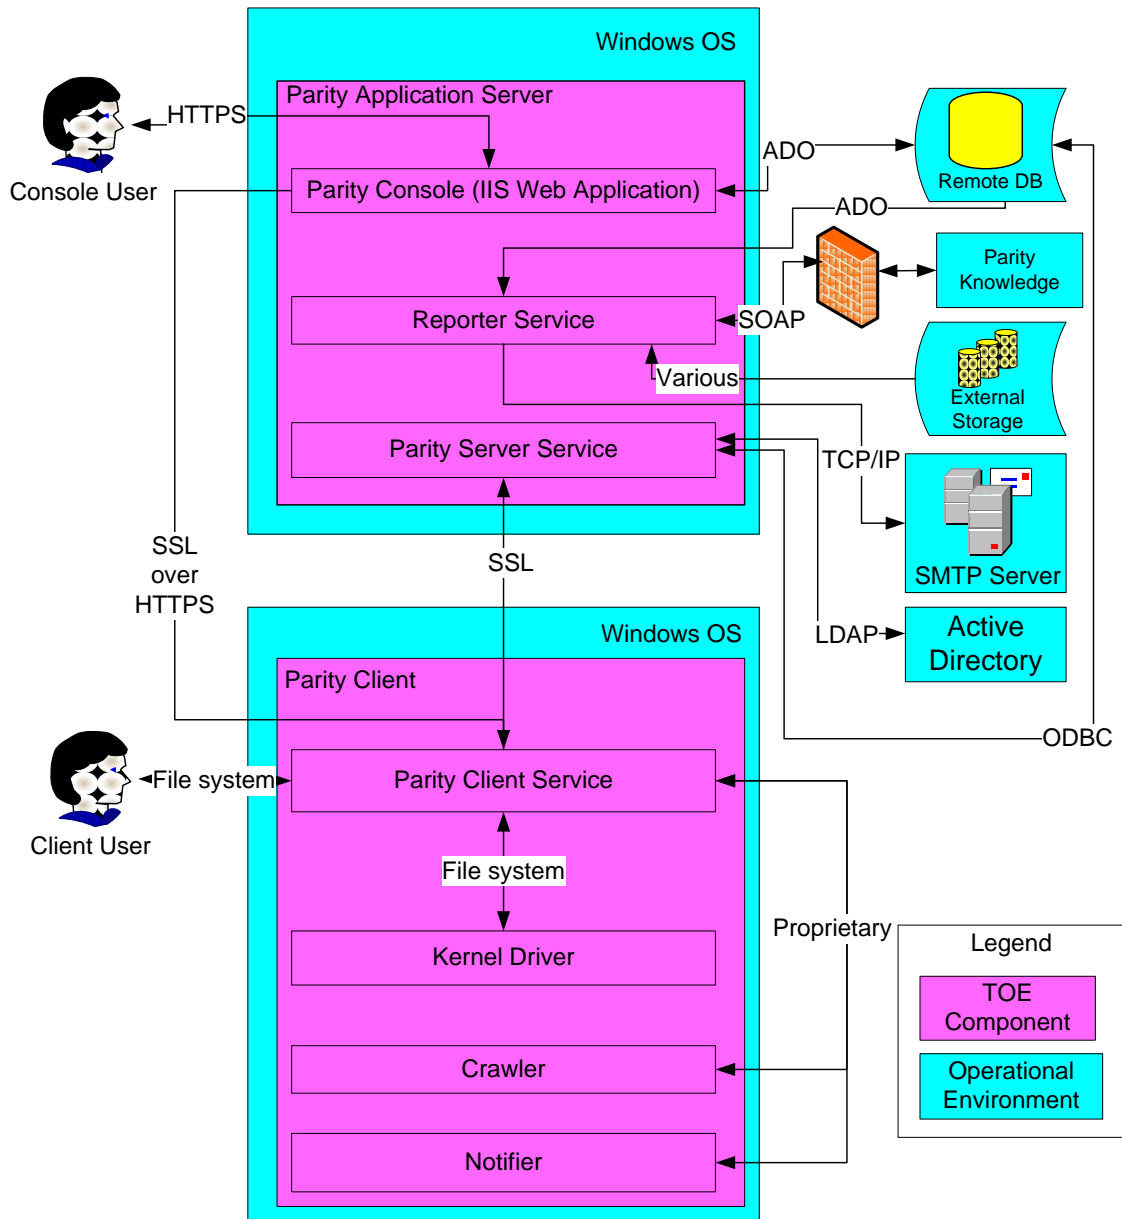 Windows OS
Parity Application Server
HTTPS
Console User
Parity Console (IIS Web Application)
ADO
Remote DB
ADO
Parity
Knowledge
Reporter Service
SOAP
Various
External
Storage
Parity Server Service
TCP/IP
SMTP Server
SSL
over
HTTPS
SSL
LDAP
Active
Directory
Windows OS
Parity Client
ODBC
File system
Parity Client Service
Client User
File system
Proprietary
Kernel Driver
Crawler
Notifier
Legend
TOE
Component
Operational
Environment